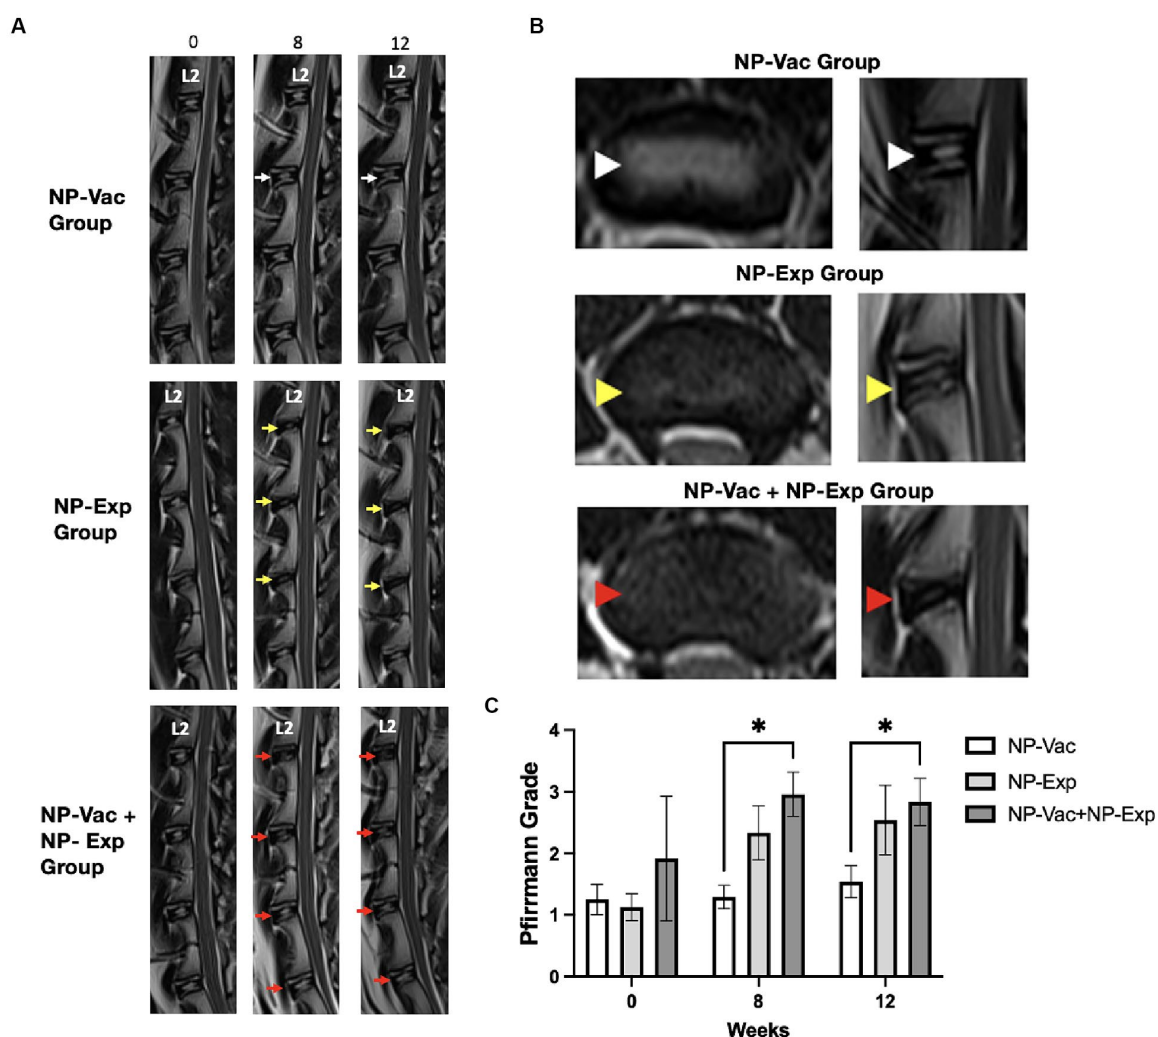 A
0 8 12
L2 L2 L2
NP-Vac
Group
L2 L2 L2
NP-Exp
Group
L2 L2 L2
NP-Vac +
NP- Exp
Group
B
NP-Vac Group
NP-Exp Group
NP-Vac + NP-Exp Group
C
Pfirrmann Grade
4
3
2
1
0
* *
0 8 12
Weeks
NP-Vac
NP-Exp
NP-Vac+NP-Exp